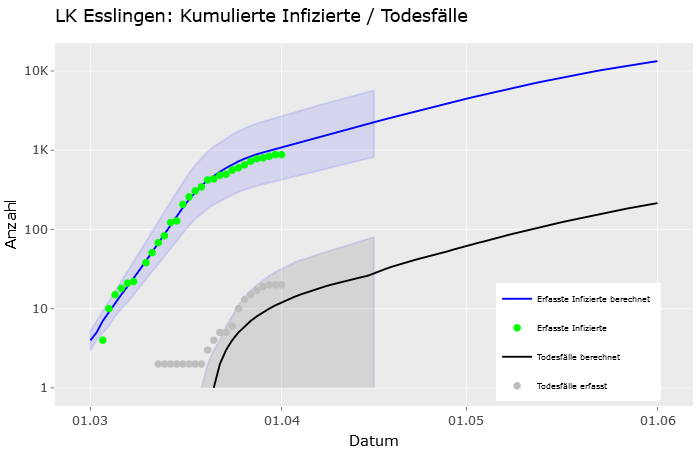 LK Esslingen: Kumulierte Infizierte / Todesfälle
10K
1K
100
10
1
Anzahl
Erfasste Infizierte berechnet
Erfasste Infizierte
Todesfälle berechnet
Todesfälle erfasst
01.03 01.04 01.05 01.06
Datum